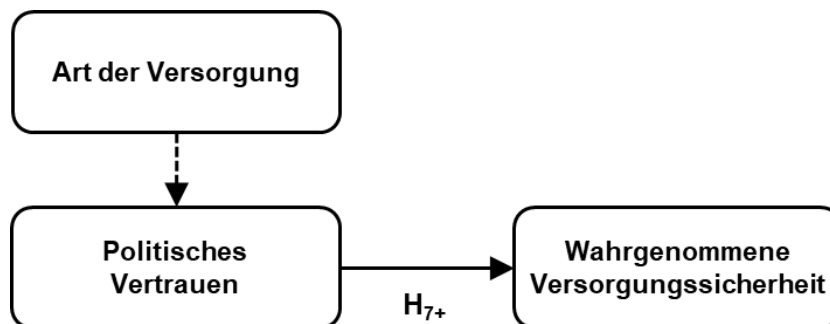 Art der Versorgung
Politisches
Vertrauen
Wahrgenommene
Versorgungssicherheit
H7+